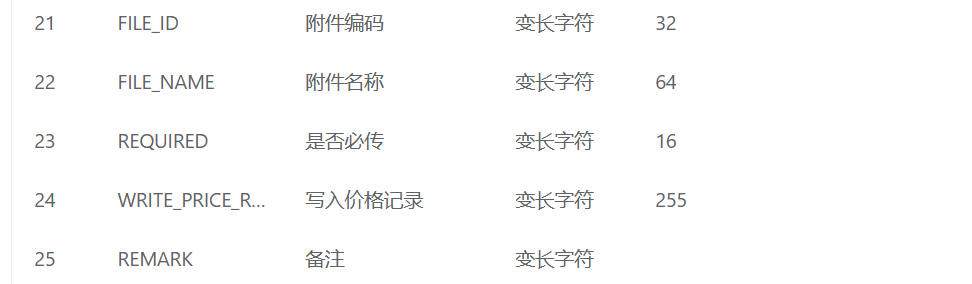 21 FILE_ID 附件编码 变长字符 32
22 FILE_NAME 附件名称 变长字符 64
23 REQUIRED 是否必传 变长字符 16
24 WRITE_PRICE_R... 写入价格记录 变长字符 255
25 REMARK 备注 变长字符